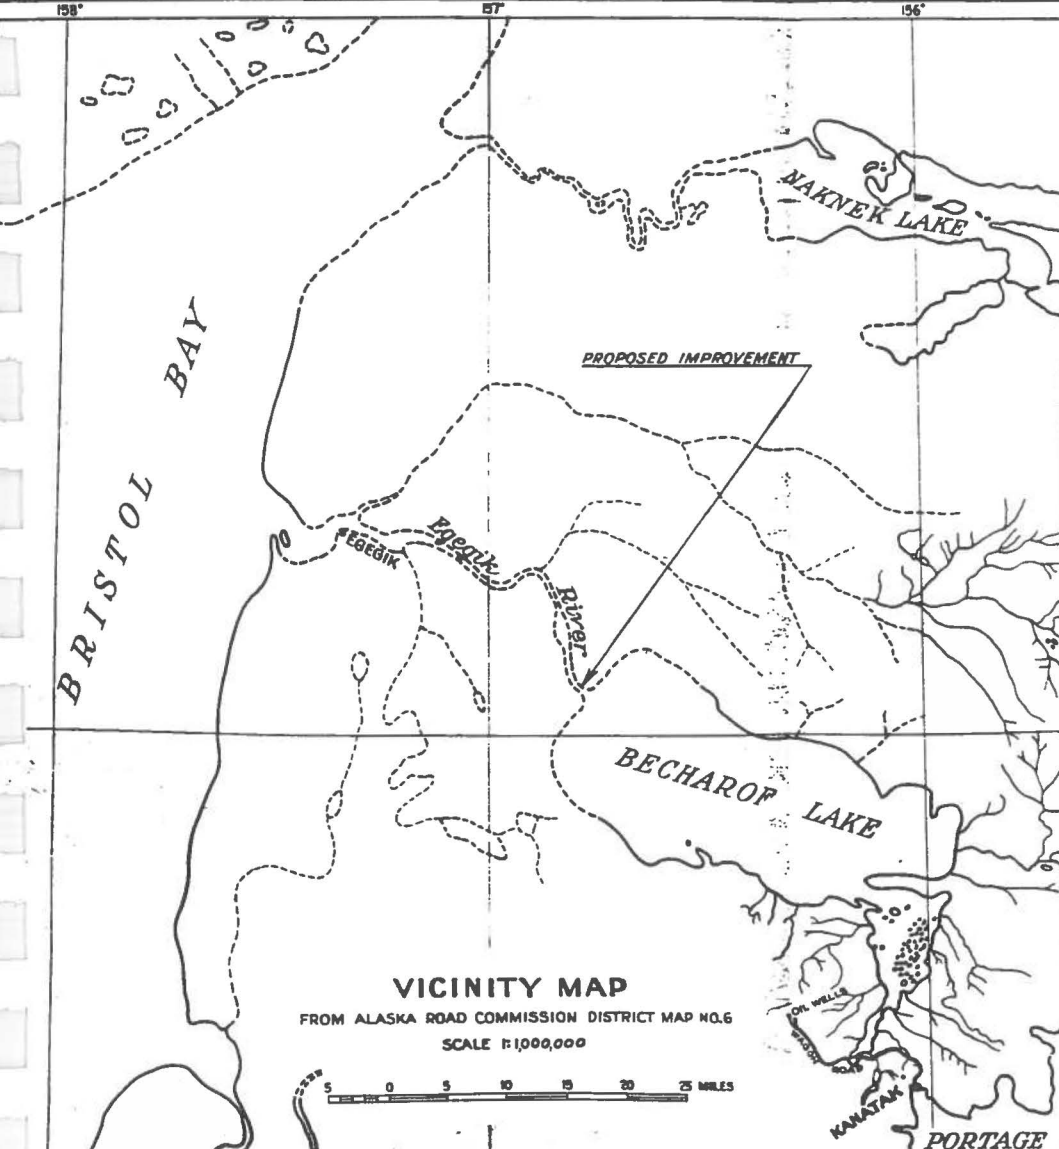 158° 157° 156°
NAKNEK LAKE
BRISTOL BAY
PROPOSED IMPROVEMENT
Egegik River
EGEGIK
BECHAROF LAKE
VICINITY MAP
FROM ALASKA ROAD COMMISSION DISTRICT MAP NO.6
SCALE 1:1,000,000
5 0 5 10 15 20 25 MILES
OIL WELLS
WAGON ROAD
KANATAK
PORTAGE